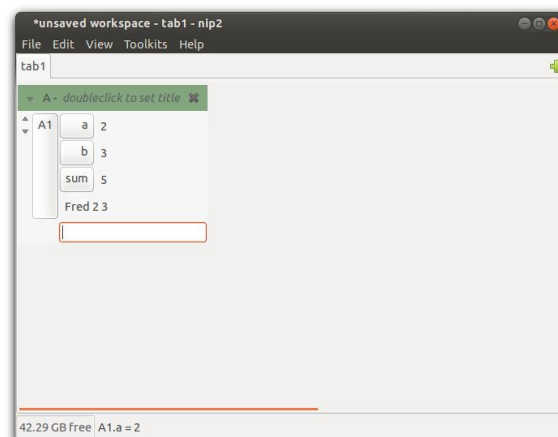 *unsaved workspace - tab1 - nip2
File Edit View Toolkits Help
tab1
A - doubleclick to set title
A1 a 2
b 3
sum 5
Fred 2 3
42.29 GB free A1.a = 2